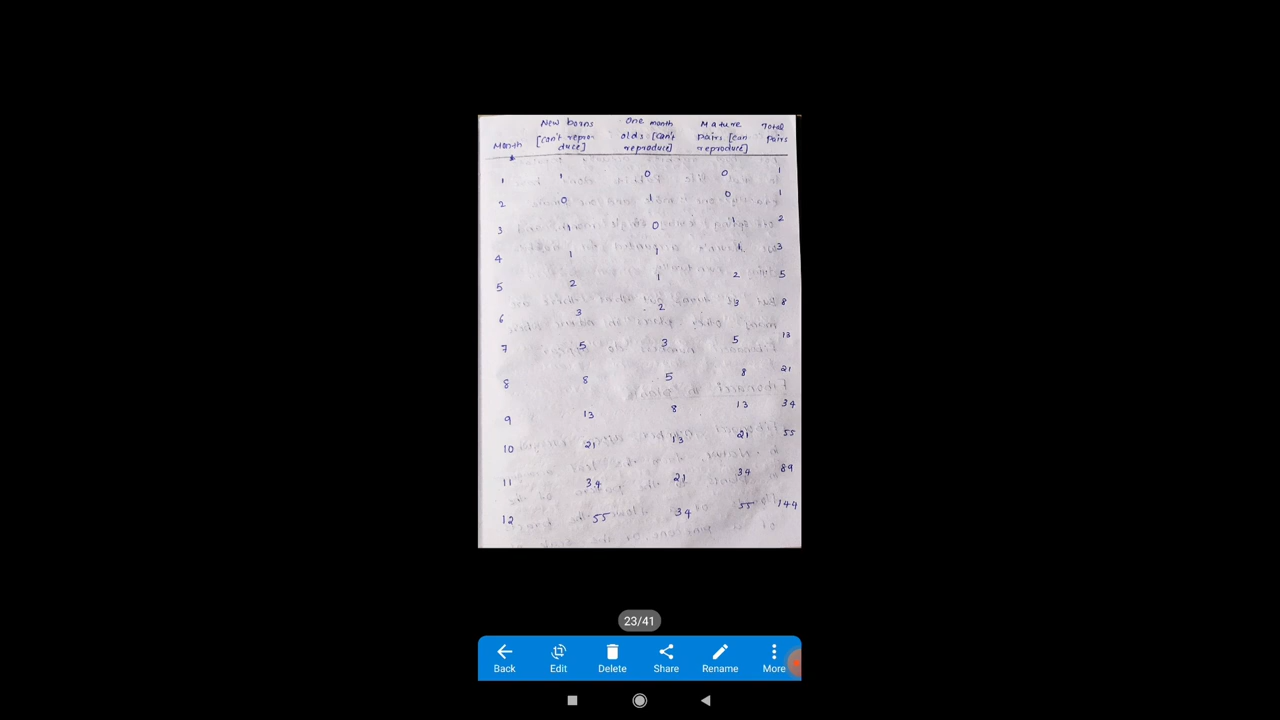 Month New borns [Can't reproduce] One month olds [Can't reproduce] Mature Pairs [Can reproduce] Total Pairs
1 1 0 0 1
2 0 1 0 1
3 1 0 1 2
4 1 1 1 3
5 2 1 2 5
6 3 2 3 8
7 5 3 5 13
8 8 5 8 21
9 13 8 13 34
10 21 13 21 55
11 34 21 34 89
12 55 34 55 144
23/41
Back Edit Delete Share Rename More